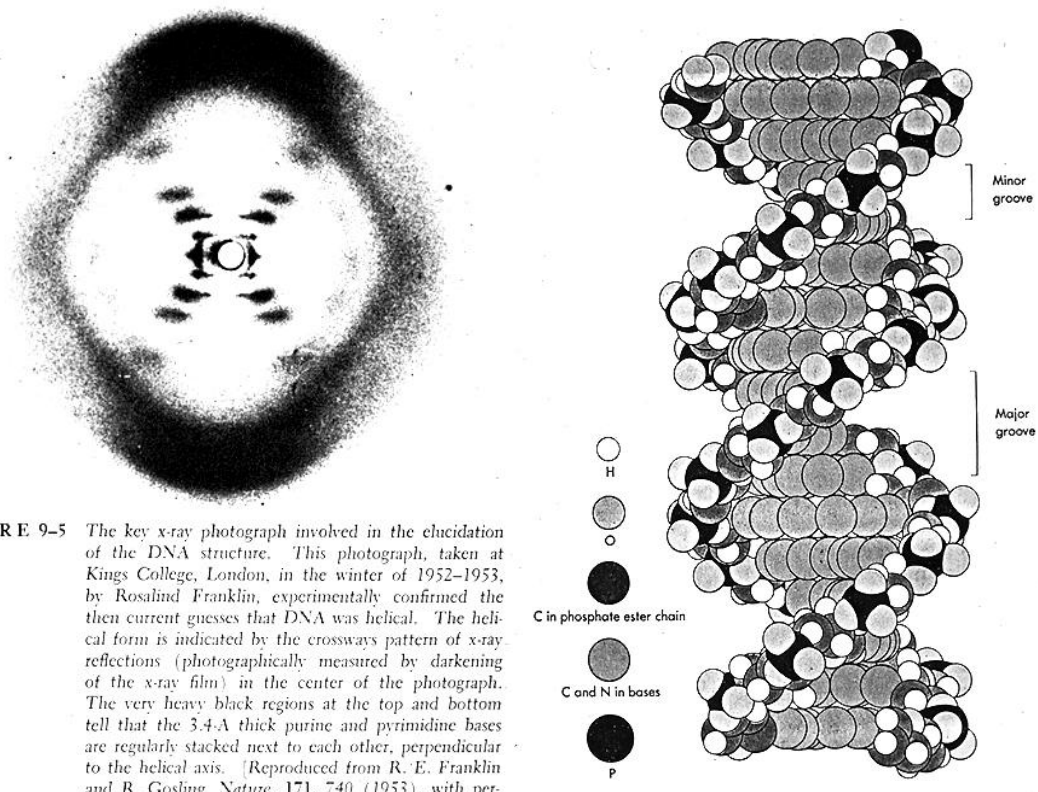 RE 9–5 The key x-ray photograph involved in the elucidation
of the DNA structure. This photograph, taken at
Kings College, London, in the winter of 1952–1953,
by Rosalind Franklin, experimentally confirmed the
then current guesses that DNA was helical. The heli-
cal form is indicated by the crossways pattern of x-ray
reflections (photographically measured by darkening
of the x-ray film) in the center of the photograph.
The very heavy black regions at the top and bottom
tell that the 3.4-A thick purine and pyrimidine bases
are regularly stacked next to each other, perpendicular
to the helical axis. [Reproduced from R. E. Franklin
and R. Gosling, Nature, 171, 740 (1953), with per-
Minor
groove
Major
groove
H
O
C in phosphate ester chain
C and N in bases
P